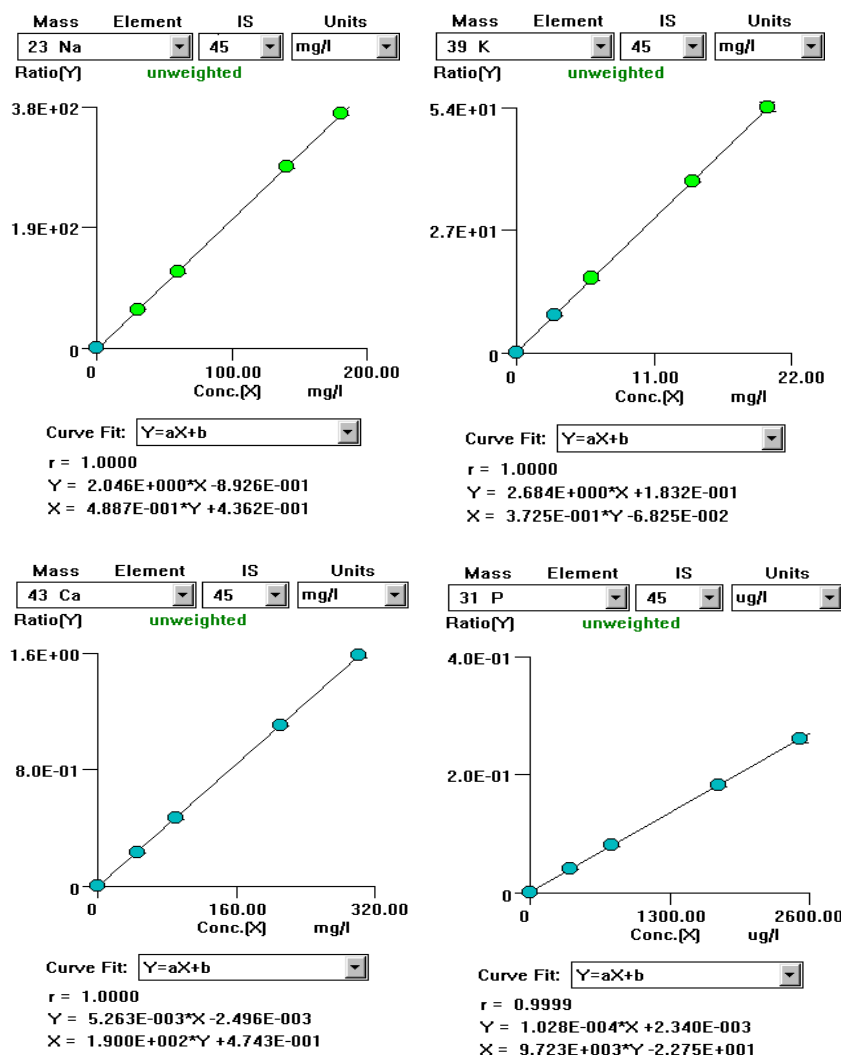 Mass Element IS Units
23 Na 45 mg/l
Ratio(Y) unweighted
3.8E+02
1.9E+02
0
0 100.00 200.00
Conc.(X) mg/l
Curve Fit: Y=aX+b
r = 1.0000
Y = 2.046E+000*X -8.926E-001
X = 4.887E-001*Y +4.362E-001
Mass Element IS Units
39 K 45 mg/l
Ratio(Y) unweighted
5.4E+01
2.7E+01
0
0 11.00 22.00
Conc.(X) mg/l
Curve Fit: Y=aX+b
r = 1.0000
Y = 2.684E+000*X +1.832E-001
X = 3.725E-001*Y -6.825E-002
Mass Element IS Units
43 Ca 45 mg/l
Ratio(Y) unweighted
1.6E+00
8.0E-01
0
0 160.00 320.00
Conc.(X) mg/l
Curve Fit: Y=aX+b
r = 1.0000
Y = 5.263E-003*X -2.496E-003
X = 1.900E+002*Y +4.743E-001
Mass Element IS Units
31 P 45 ug/l
Ratio(Y) unweighted
4.0E-01
2.0E-01
0
0 1300.00 2600.00
Conc.(X) ug/l
Curve Fit: Y=aX+b
r = 0.9999
Y = 1.028E-004*X +2.340E-003
X = 9.723E+003*Y -2.275E+001